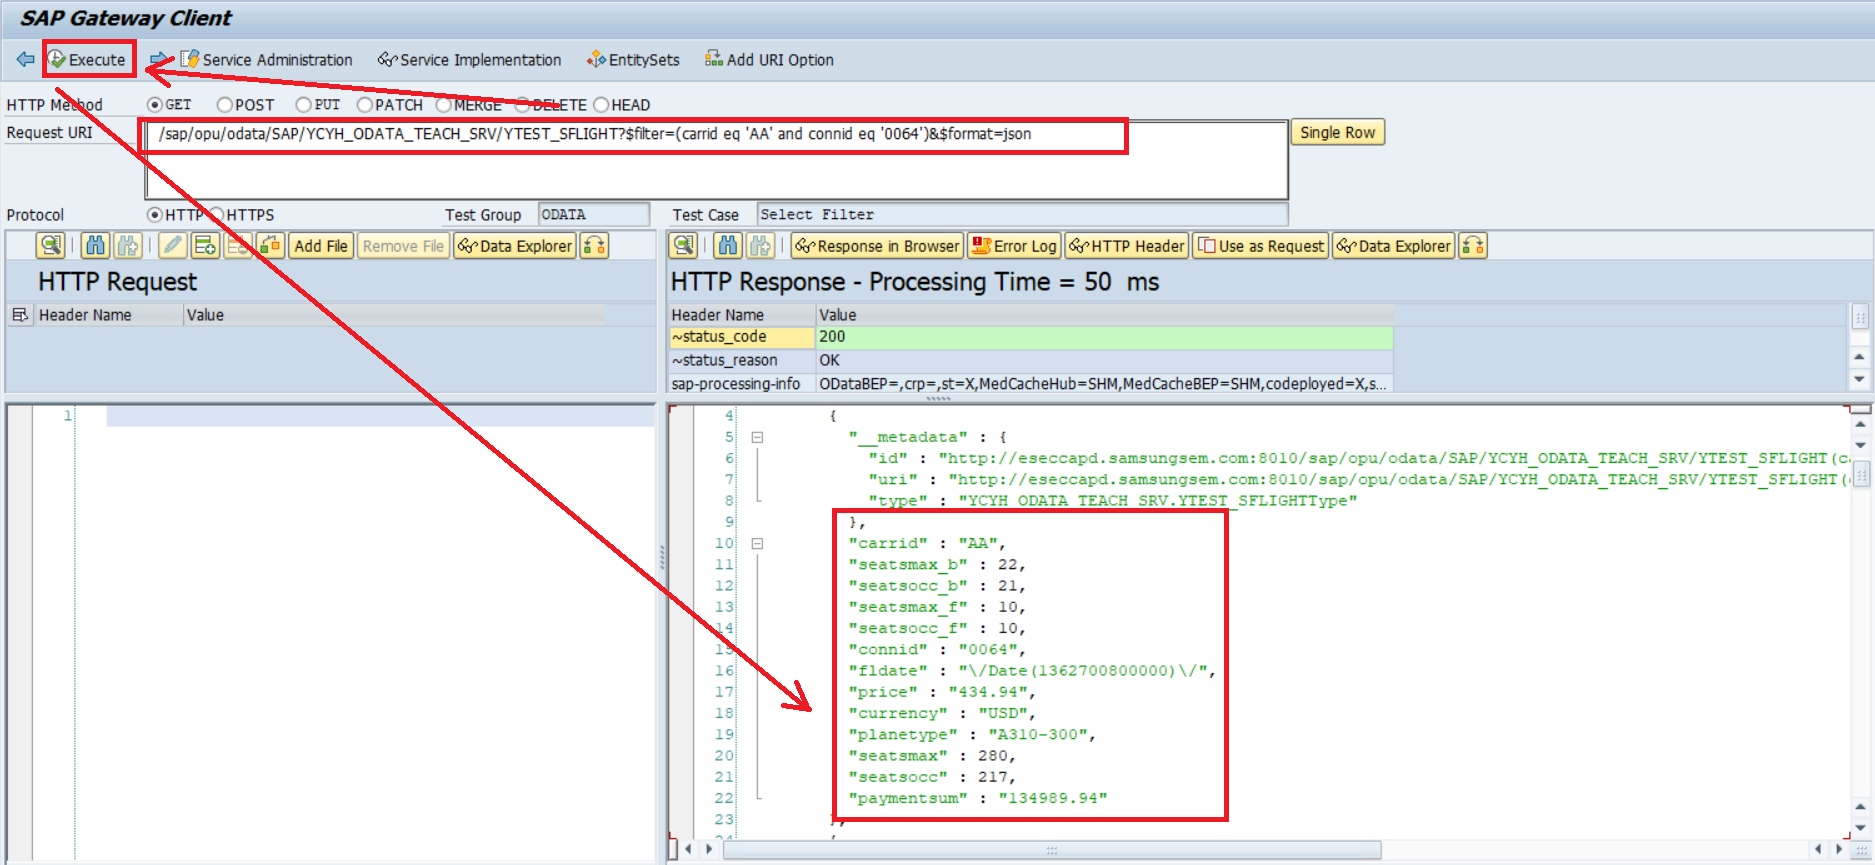 SAP Gateway Client
Execute Service Administration Service Implementation EntitySets Add URI Option
HTTP Method GET POST PUT PATCH MERGE DELETE HEAD
Request URI /sap/opu/odata/SAP/YCYH_ODATA_TEACH_SRV/YTEST_SFLIGHT?$filter=(carrid eq 'AA' and connid eq '0064')&$format=json Single Row
Protocol HTTP HTTPS Test Group ODATA Test Case Select Filter
Add File Remove File Data Explorer Response in Browser Error Log HTTP Header Use as Request Data Explorer
HTTP Request
HTTP Response - Processing Time = 50 ms
Header Name Value
Header Name Value
~status_code 200
~status_reason OK
sap-processing-info ODataBEP=,crp=,st=X,MedCacheHub=SHM,MedCacheBEP=SHM,codeployed=X,s...
1
4 {
5 "__metadata" : {
6 "id" : "http://eseccapd.samsungsem.com:8010/sap/opu/odata/SAP/YCYH_ODATA_TEACH_SRV/YTEST_SFLIGHT(c
7 "uri" : "http://eseccapd.samsungsem.com:8010/sap/opu/odata/SAP/YCYH_ODATA_TEACH_SRV/YTEST_SFLIGHT(
8 "type" : "YCYH_ODATA_TEACH_SRV.YTEST_SFLIGHTType"
9 },
10 "carrid" : "AA",
11 "seatsmax_b" : 22,
12 "seatsocc_b" : 21,
13 "seatsmax_f" : 10,
14 "seatsocc_f" : 10,
15 "connid" : "0064",
16 "fldate" : "\/Date(1362700800000)\/",
17 "price" : "434.94",
18 "currency" : "USD",
19 "planetype" : "A310-300",
20 "seatsmax" : 280,
21 "seatsocc" : 217,
22 "paymentsum" : "134989.94"
23 },